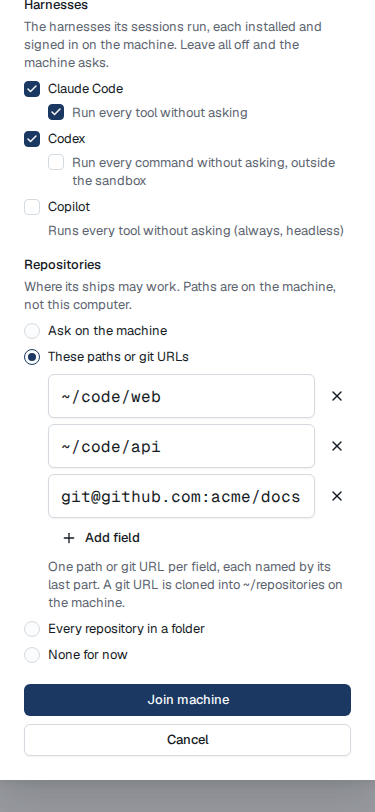 Harnesses
The harnesses its sessions run, each installed and
signed in on the machine. Leave all off and the
machine asks.
Claude Code
Run every tool without asking
Codex
Run every command without asking, outside
the sandbox
Copilot
Runs every tool without asking (always, headless)
Repositories
Where its ships may work. Paths are on the machine,
not this computer.
Ask on the machine
These paths or git URLs
~/code/web
~/code/api
git@github.com:acme/docs
Add field
One path or git URL per field, each named by its
last part. A git URL is cloned into ~/repositories on
the machine.
Every repository in a folder
None for now
Join machine
Cancel